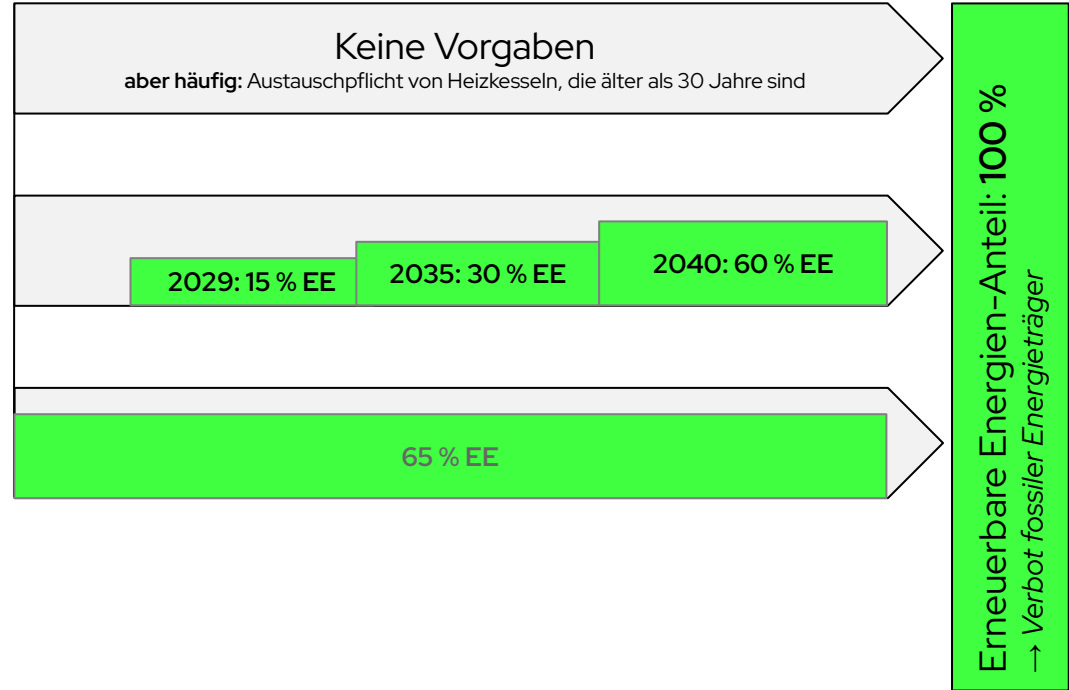 Keine Vorgaben
aber häufig: Austauschpflicht von Heizkesseln, die älter als 30 Jahre sind
2029: 15 % EE
2035: 30 % EE
2040: 60 % EE
65 % EE
Erneuerbare Energien-Anteil: 100 %
→ Verbot fossiler Energieträger